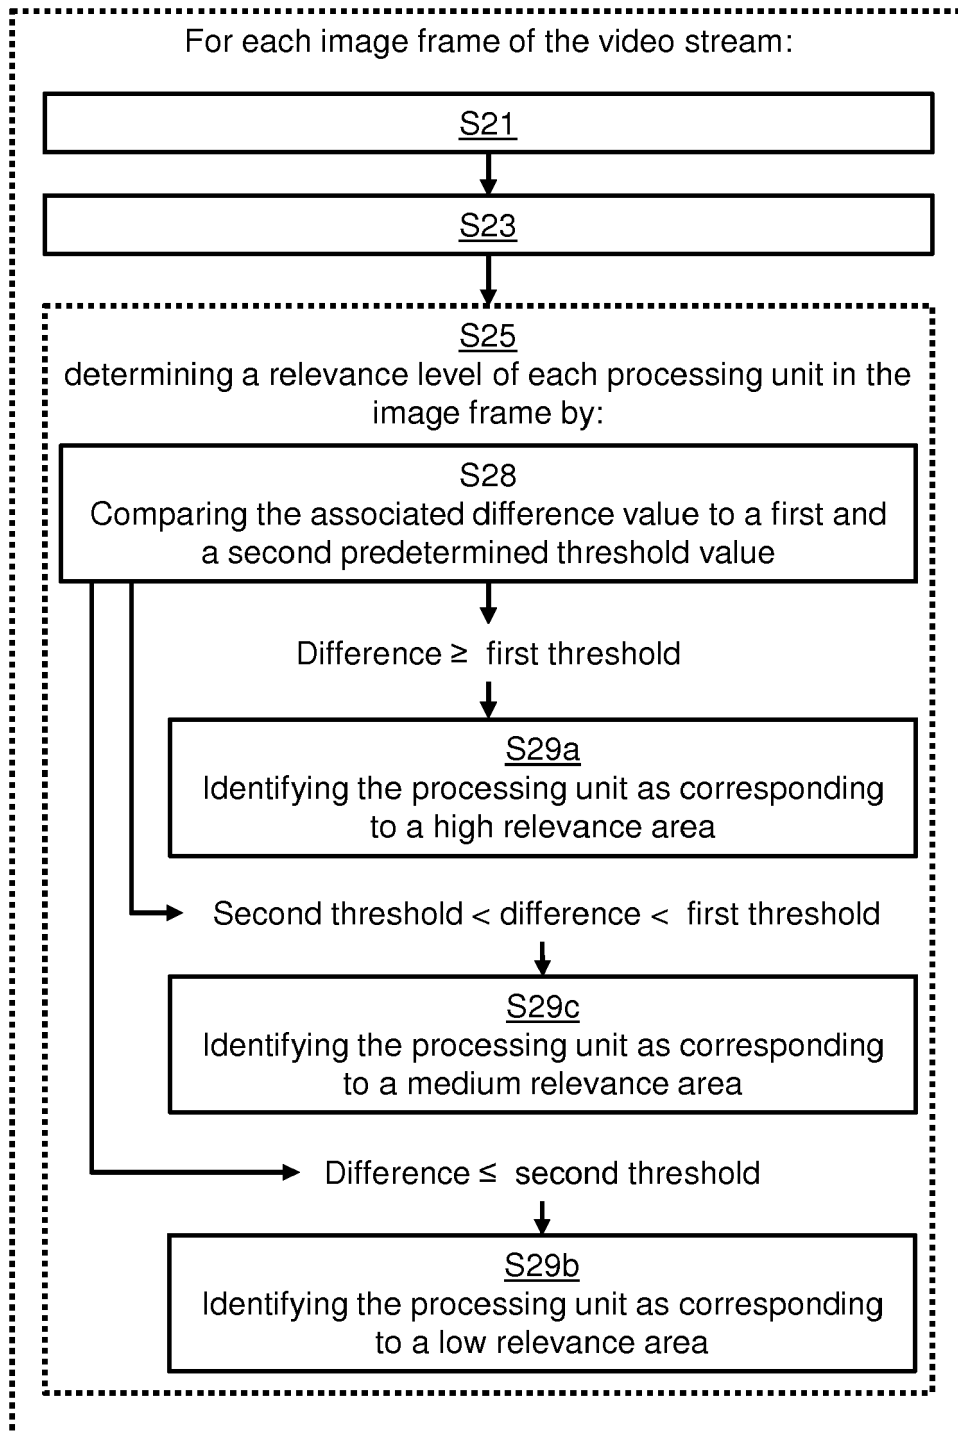 For each image frame of the video stream:
S21
S23
S25
determining a relevance level of each processing unit in the
image frame by:
S28
Comparing the associated difference value to a first and
a second predetermined threshold value
Difference ≥ first threshold
S29a
Identifying the processing unit as corresponding
to a high relevance area
Second threshold < difference < first threshold
S29c
Identifying the processing unit as corresponding
to a medium relevance area
Difference ≤ second threshold
S29b
Identifying the processing unit as corresponding
to a low relevance area